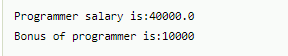 Programmer salary is:40000.0
Bonus of programmer is:10000